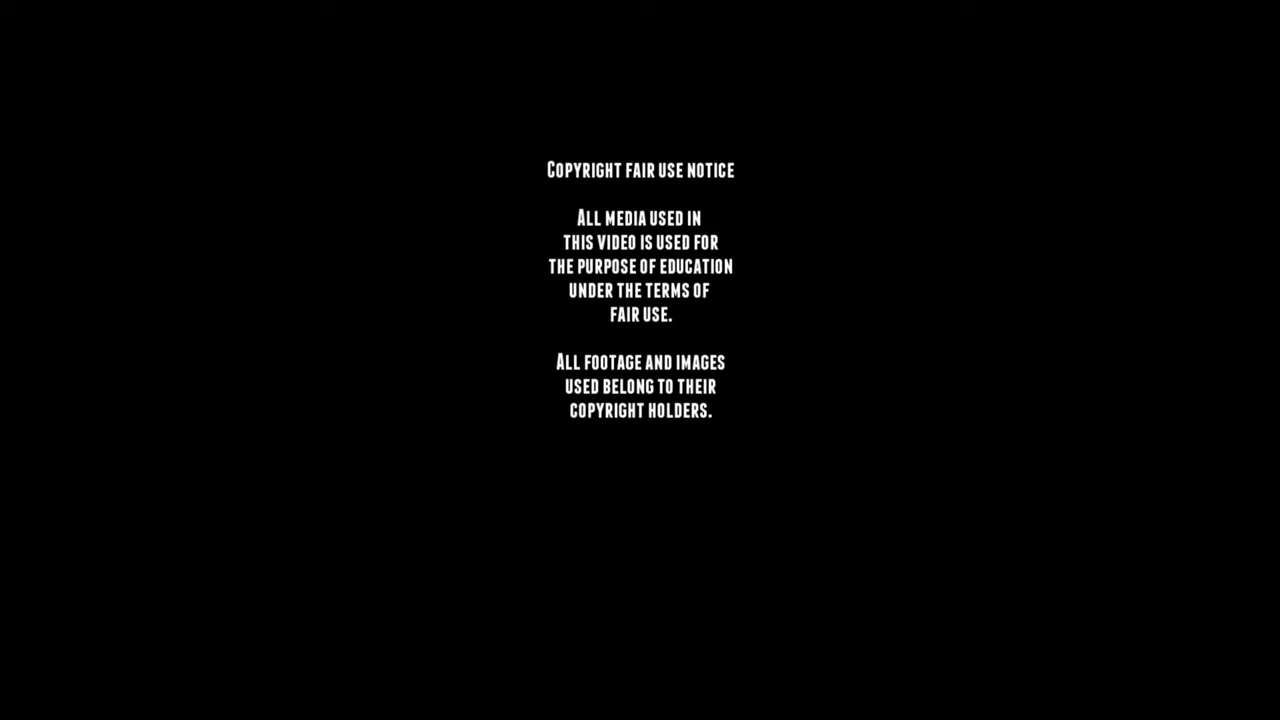 Copyright fair use notice
All media used in
this video is used for
the purpose of education
under the terms of
fair use.
All footage and images
used belong to their
copyright holders.